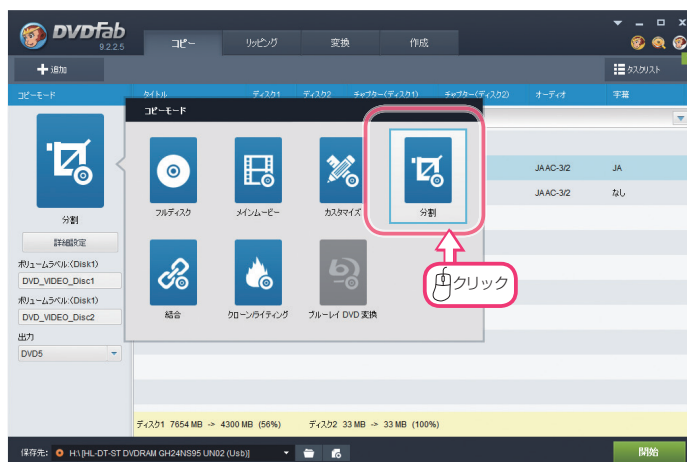 DVDFab
9.2.2.5
コピー
リッピング
変換
作成
追加
タスクリスト
コピーモード
タイトル
ディスク1
ディスク2
チャプター(ディスク1)
チャプター(ディスク2)
オーディオ
字幕
コピーモード
フルディスク
メインムービー
カスタマイズ
分割
結合
クローン/ライティング
ブルーレイ DVD 変換
クリック
JA AC-3/2
JA
JA AC-3/2
なし
分割
詳細設定
ボリュームラベル:(Disk1)
DVD_VIDEO_Disc1
ボリュームラベル:(Disk1)
DVD_VIDEO_Disc2
出力
DVD5
ディスク1 7654 MB -> 4300 MB (56%) ディスク2 33 MB -> 33 MB (100%)
保存先: H:\ [HL-DT-ST DVDRAM GH24NS95 UN02 (Usb)]
開始